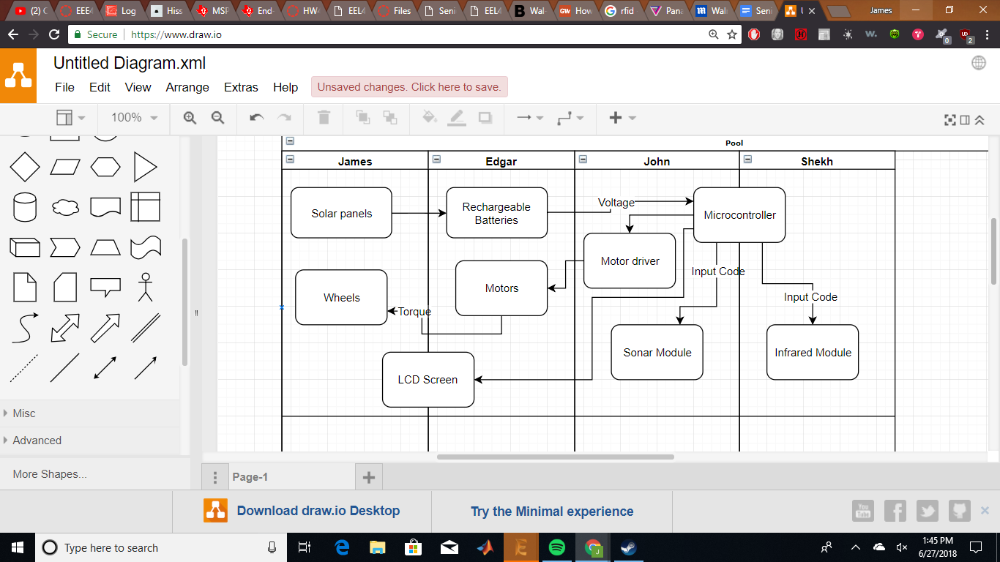 (2) (
EEE4
Log
Hiss
MSP
End-
HW4
EEL4
Files
Seni
EEL4
Wal-
How
rfid
Pana
Wal
Seni
James
Secure
https://www.draw.io
0
2
Untitled Diagram.xml
File Edit View Arrange Extras Help
Unsaved changes. Click here to save.
100%
Pool
James
Edgar
John
Shekh
Solar panels
Rechargeable
Batteries
Voltage
Microcontroller
Motor driver
Motors
Wheels
Torque
Input Code
Input Code
LCD Screen
Sonar Module
Infrared Module
Misc
Advanced
More Shapes...
Page-1
Download draw.io Desktop
Try the Minimal experience
Type here to search
1:45 PM
6/27/2018